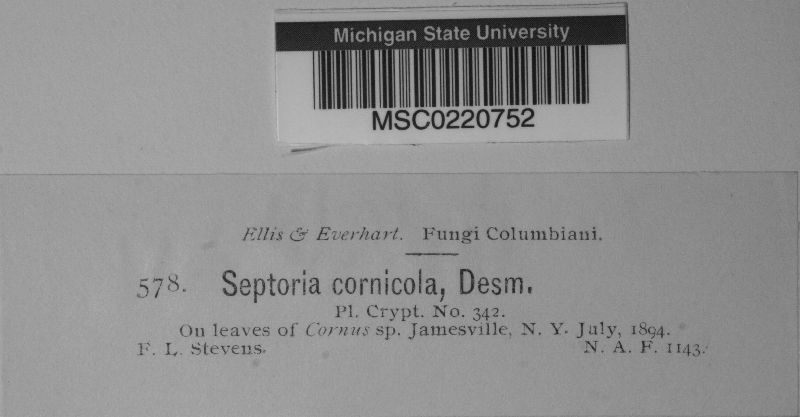 Michigan State University
MSC0220752
Ellis & Everhart. Fungi Columbiani.
578. Septoria cornicola, Desm.
Pl. Crypt. No. 342.
On leaves of Cornus sp. Jamesville, N. Y. July, 1894.
F. L. Stevens. N. A. F. 1143.